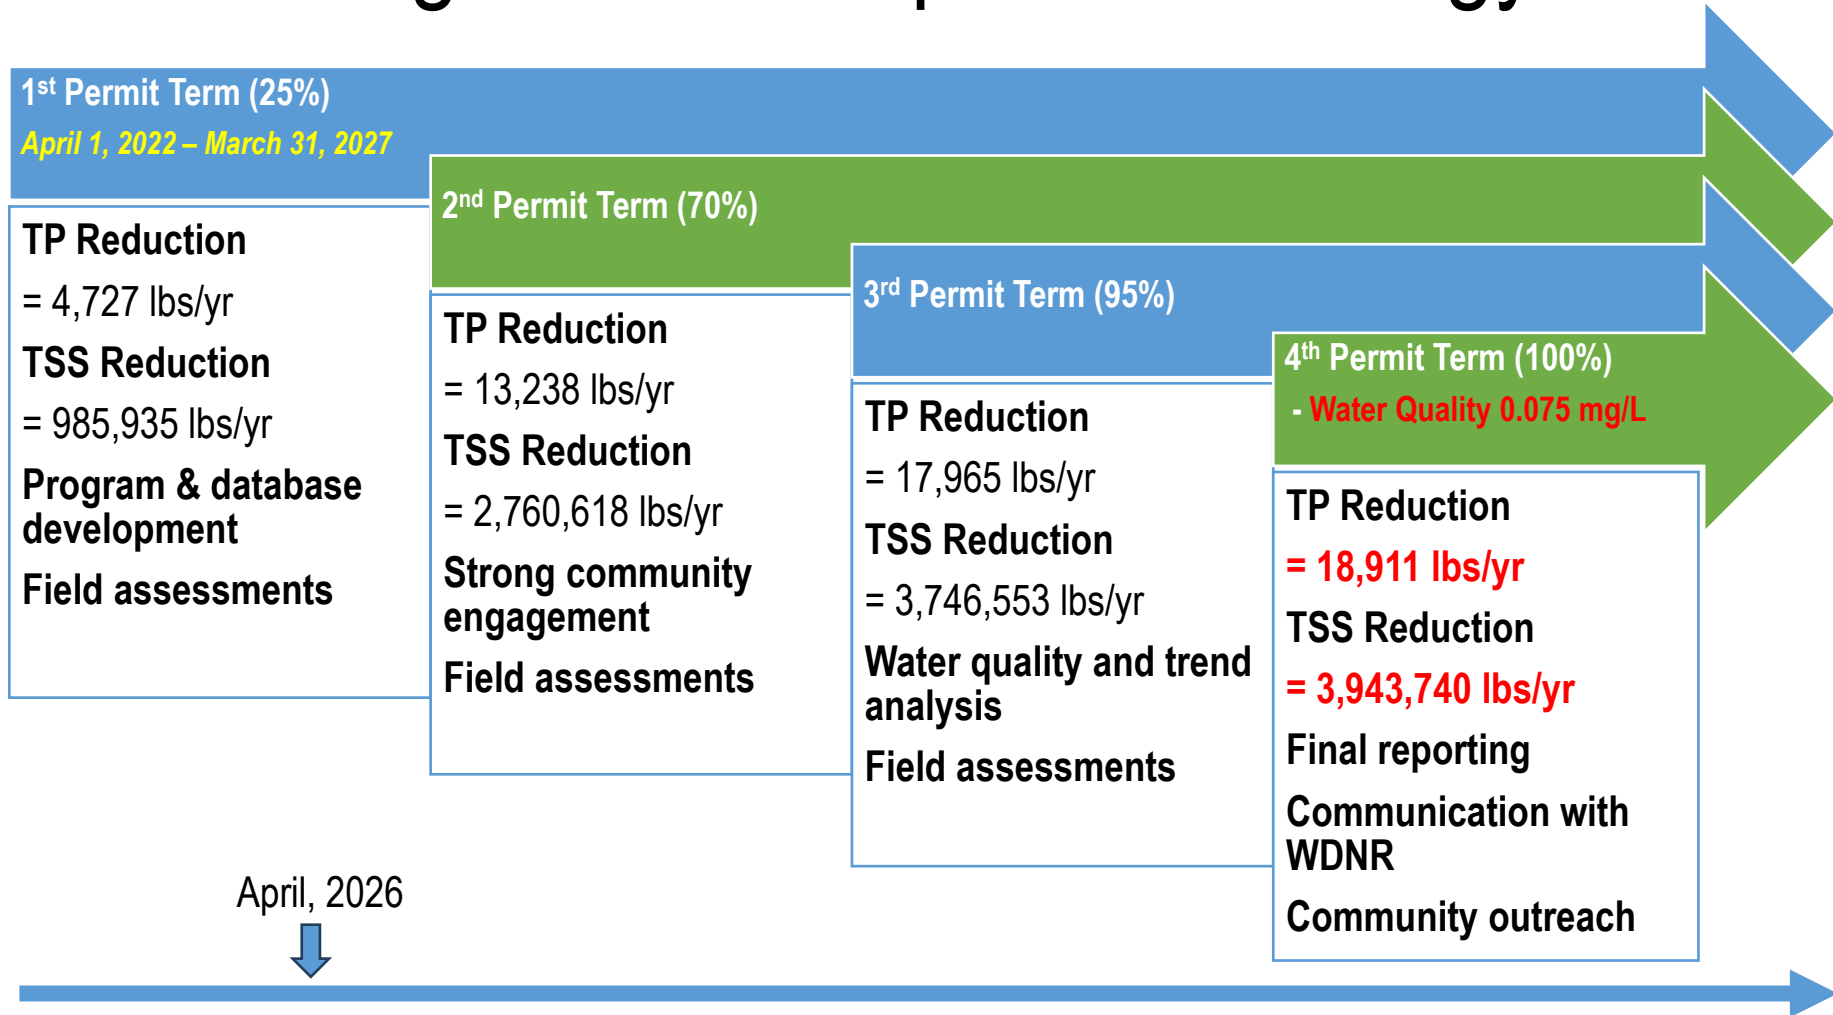 1st Permit Term (25%)
April 1, 2022 – March 31, 2027
TP Reduction
= 4,727 lbs/yr
TSS Reduction
= 985,935 lbs/yr
Program & database
development
Field assessments
2nd Permit Term (70%)
TP Reduction
= 13,238 lbs/yr
TSS Reduction
= 2,760,618 lbs/yr
Strong community
engagement
Field assessments
3rd Permit Term (95%)
TP Reduction
= 17,965 lbs/yr
TSS Reduction
= 3,746,553 lbs/yr
Water quality and trend
analysis
Field assessments
4th Permit Term (100%)
- Water Quality 0.075 mg/L
TP Reduction
= 18,911 lbs/yr
TSS Reduction
= 3,943,740 lbs/yr
Final reporting
Communication with
WDNR
Community outreach
April, 2026